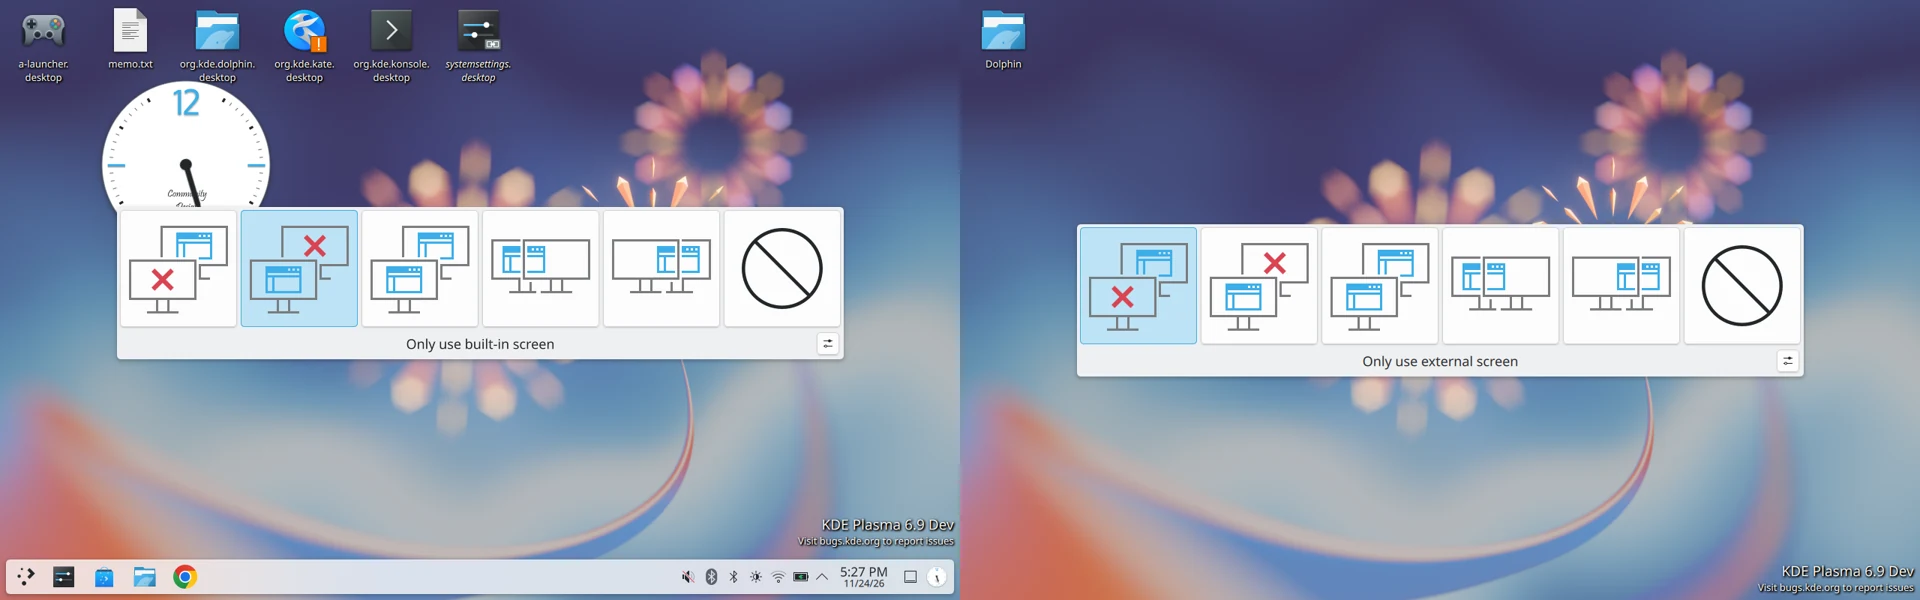 a-launcher.
desktop
memo.txt
org.kde.dolphin.
desktop
org.kde.kate.
desktop
org.kde.konsole.
desktop
systemsettings.
desktop
12
Only use built-in screen
KDE Plasma 6.9 Dev
Visit bugs.kde.org to report issues
5:27 PM
11/24/26
Dolphin
Only use external screen
KDE Plasma 6.9 Dev
Visit bugs.kde.org to report issues